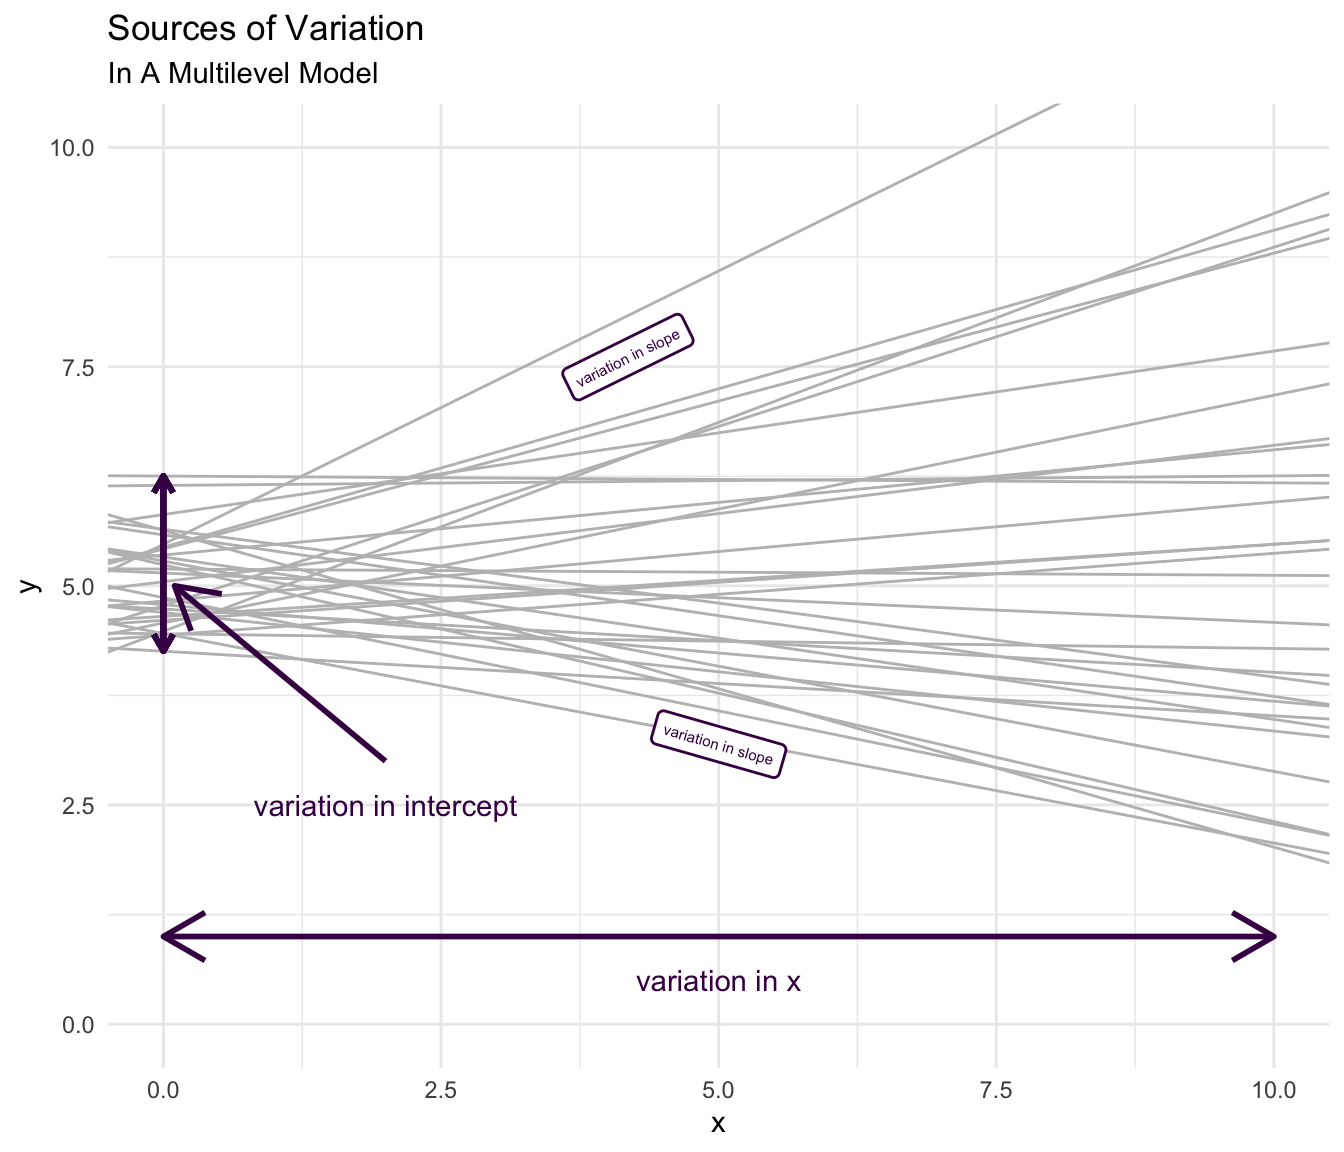 Sources of Variation
In A Multilevel Model
10.0
7.5
5.0
2.5
0.0
y
variation in slope
variation in slope
variation in intercept
variation in x
0.0 2.5 5.0 7.5 10.0
x